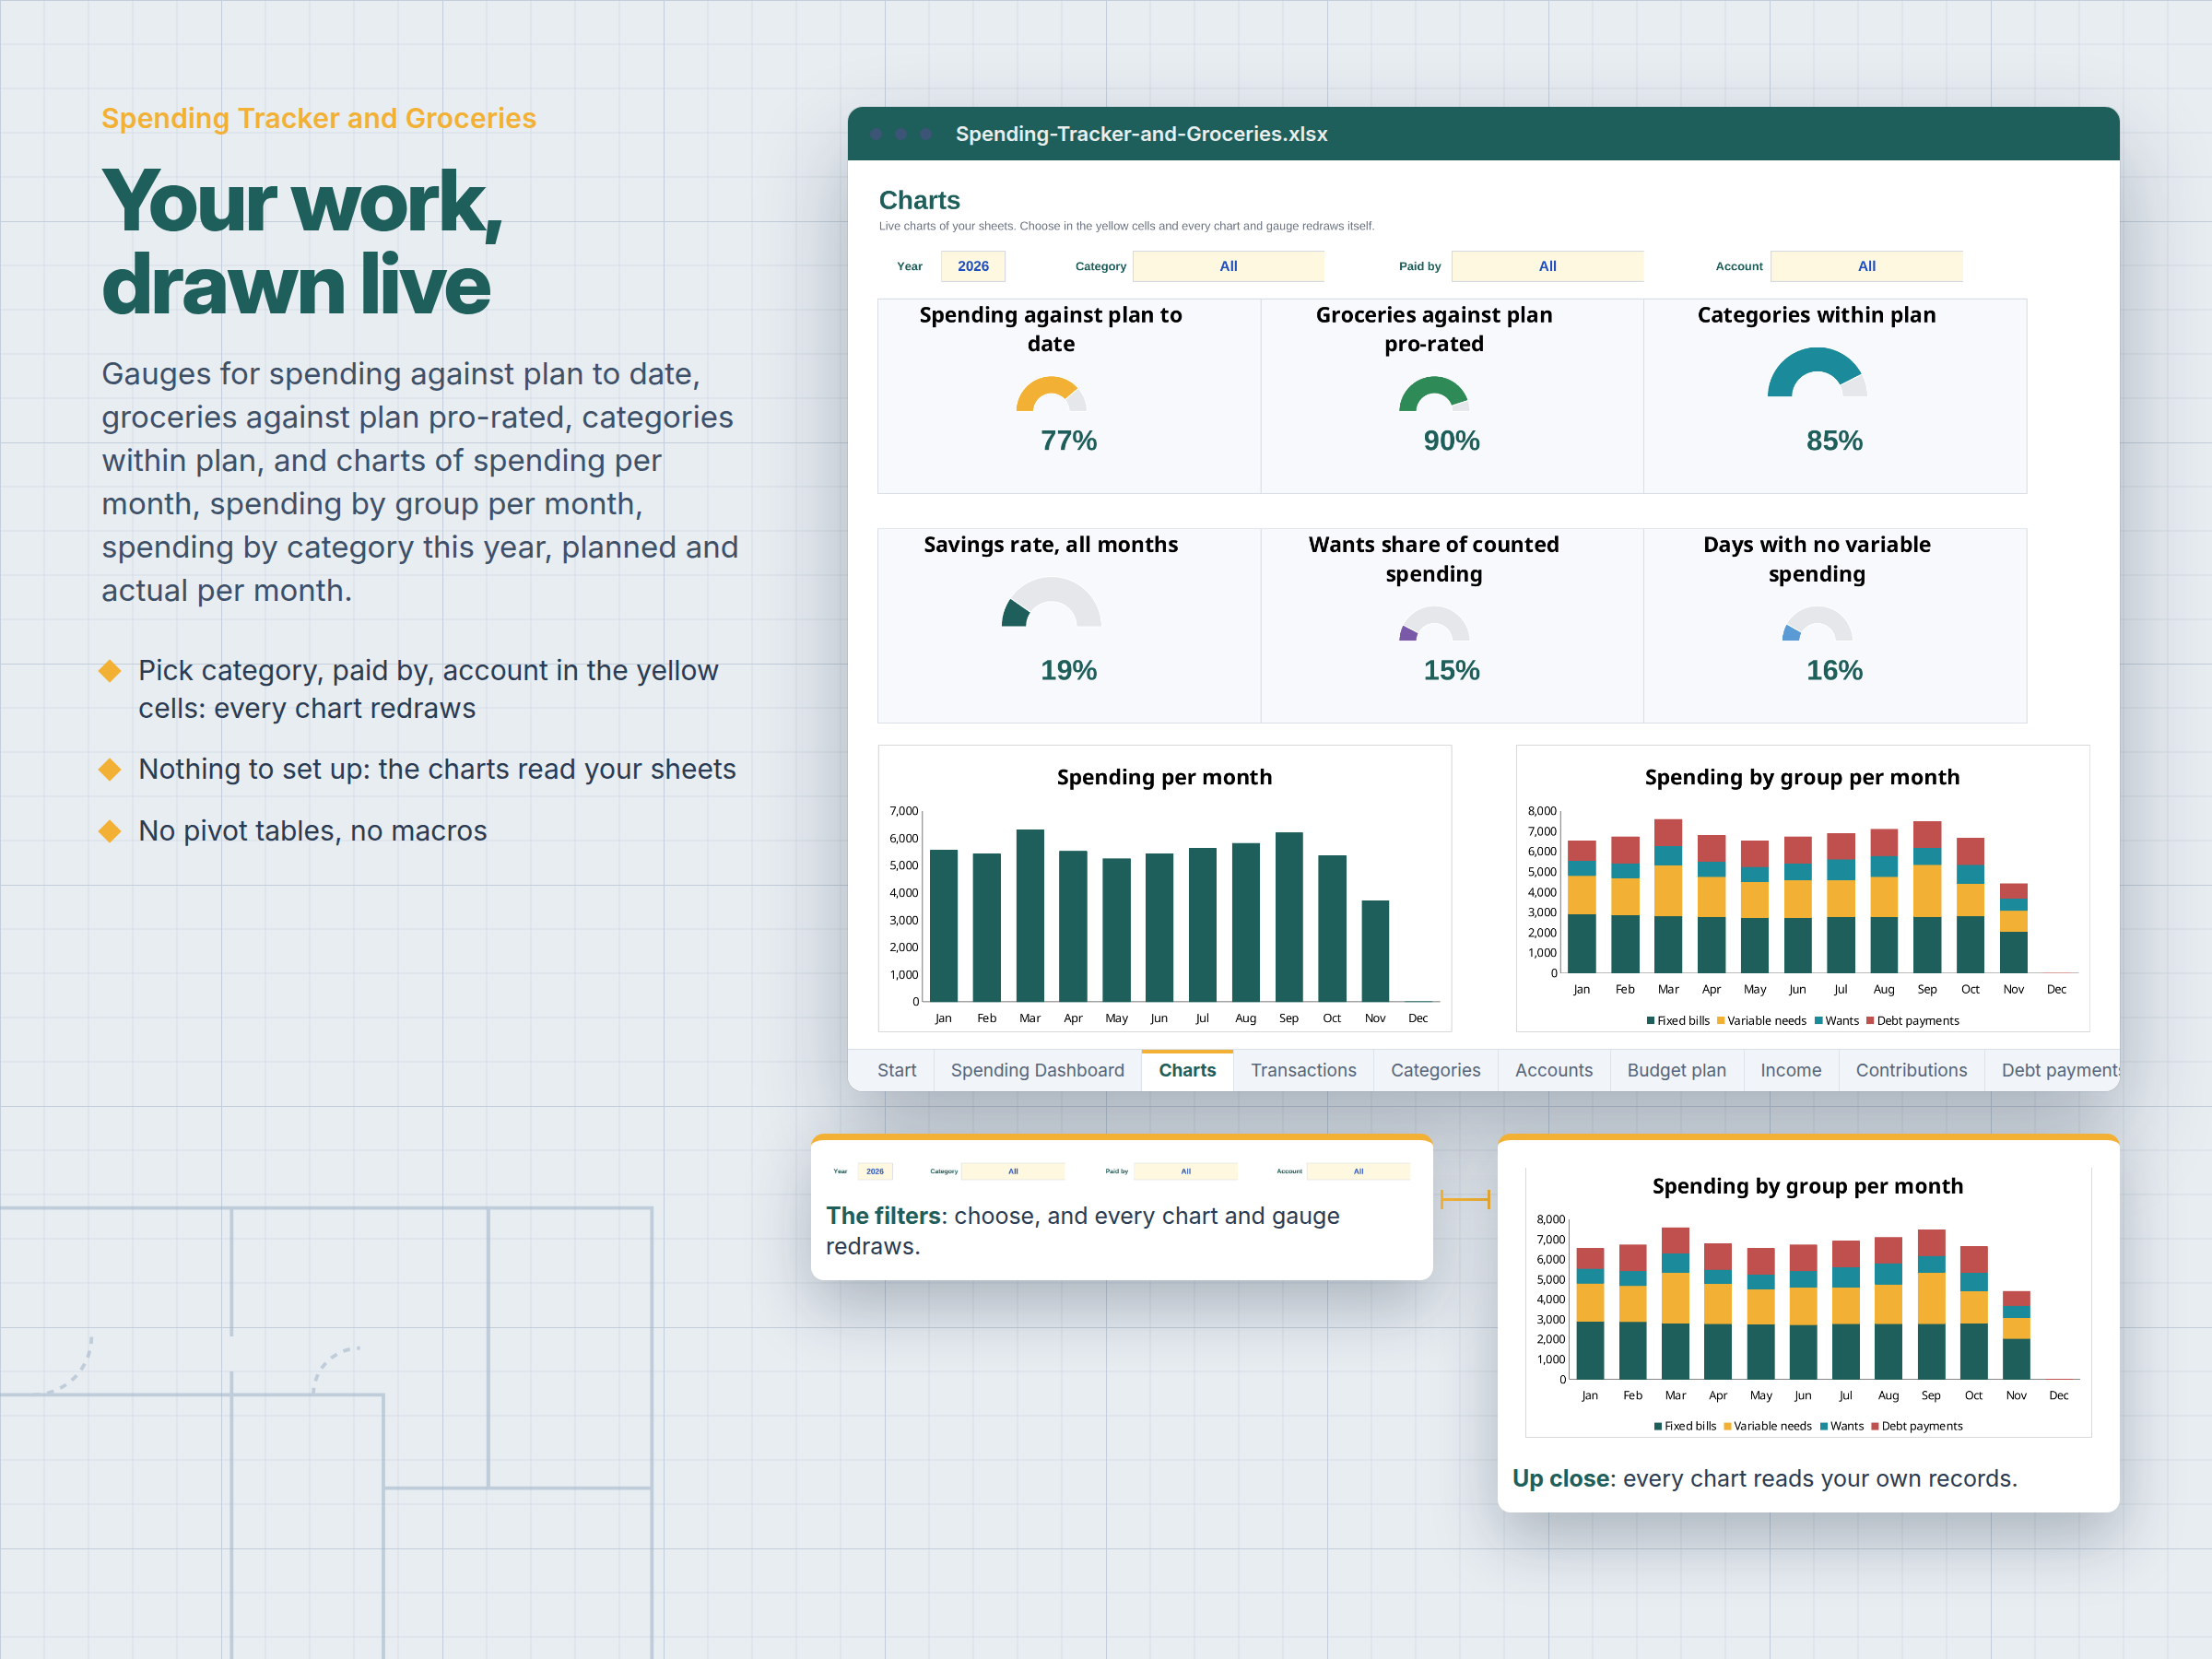 Spending Tracker and Groceries
Your work,
drawn live
Gauges for spending against plan to date,
groceries against plan pro-rated, categories
within plan, and charts of spending per
month, spending by group per month,
spending by category this year, planned and
actual per month.
Pick category, paid by, account in the yellow
cells: every chart redraws
Nothing to set up: the charts read your sheets
No pivot tables, no macros
Spending-Tracker-and-Groceries.xlsx
Charts
Live charts of your sheets. Choose in the yellow cells and every chart and gauge redraws itself.
Year 2026 Category All Paid by All Account All
Spending against plan to
date
77%
Groceries against plan
pro-rated
90%
Categories within plan
85%
Savings rate, all months
19%
Wants share of counted
spending
15%
Days with no variable
spending
16%
Spending per month
7,000
6,000
5,000
4,000
3,000
2,000
1,000
0
Jan Feb Mar Apr May Jun Jul Aug Sep Oct Nov Dec
Spending by group per month
8,000
7,000
6,000
5,000
4,000
3,000
2,000
1,000
0
Jan Feb Mar Apr May Jun Jul Aug Sep Oct Nov Dec
Fixed bills Variable needs Wants Debt payments
Start Spending Dashboard Charts Transactions Categories Accounts Budget plan Income Contributions Debt payments
Year 2026 Category All Paid by All Account All
The filters: choose, and every chart and gauge
redraws.
Spending by group per month
8,000
7,000
6,000
5,000
4,000
3,000
2,000
1,000
0
Jan Feb Mar Apr May Jun Jul Aug Sep Oct Nov Dec
Fixed bills Variable needs Wants Debt payments
Up close: every chart reads your own records.